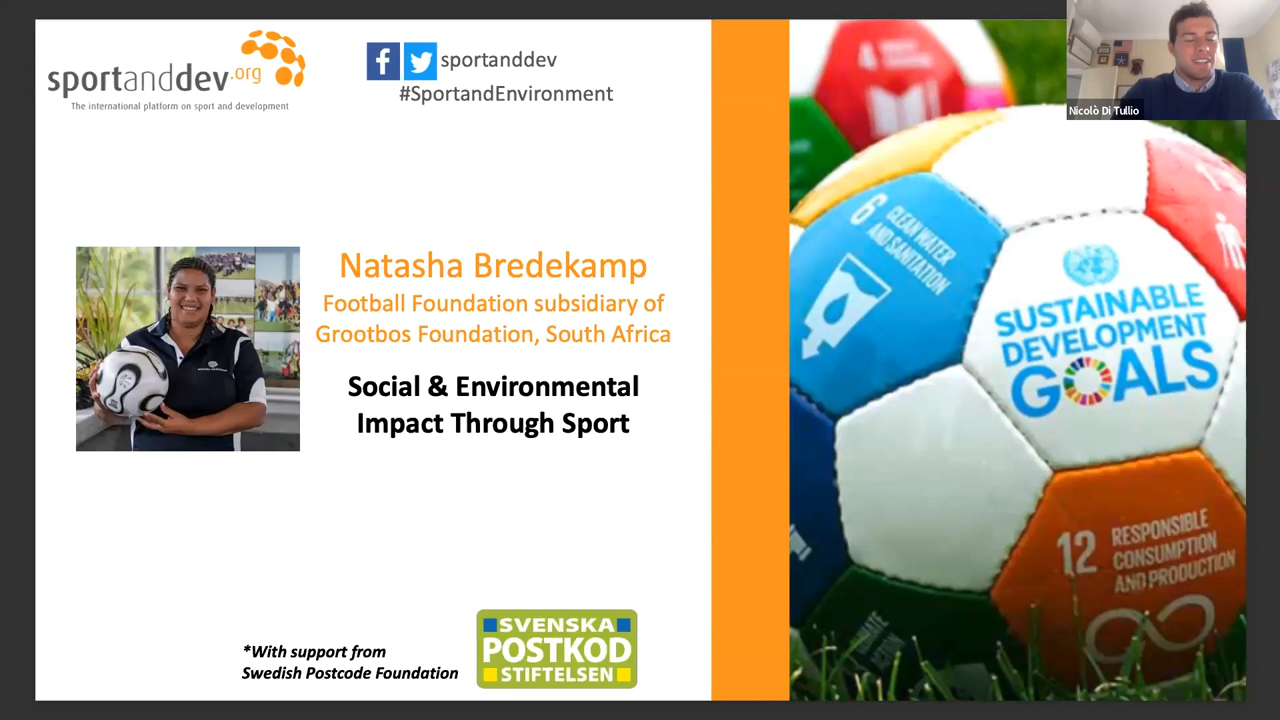 sportanddev.org
The international platform on sport and development
sportanddev
#SportandEnvironment
Nicolò Di Tullio
Natasha Bredekamp
Football Foundation subsidiary of
Grootbos Foundation, South Africa
Social & Environmental
Impact Through Sport
*With support from
Swedish Postcode Foundation
SVENSKA
POSTKOD
STIFTELSEN
4
6 CLEAN WATER
AND SANITATION
SUSTAINABLE
DEVELOPMENT
GOALS
12 RESPONSIBLE
CONSUMPTION
AND PRODUCTION